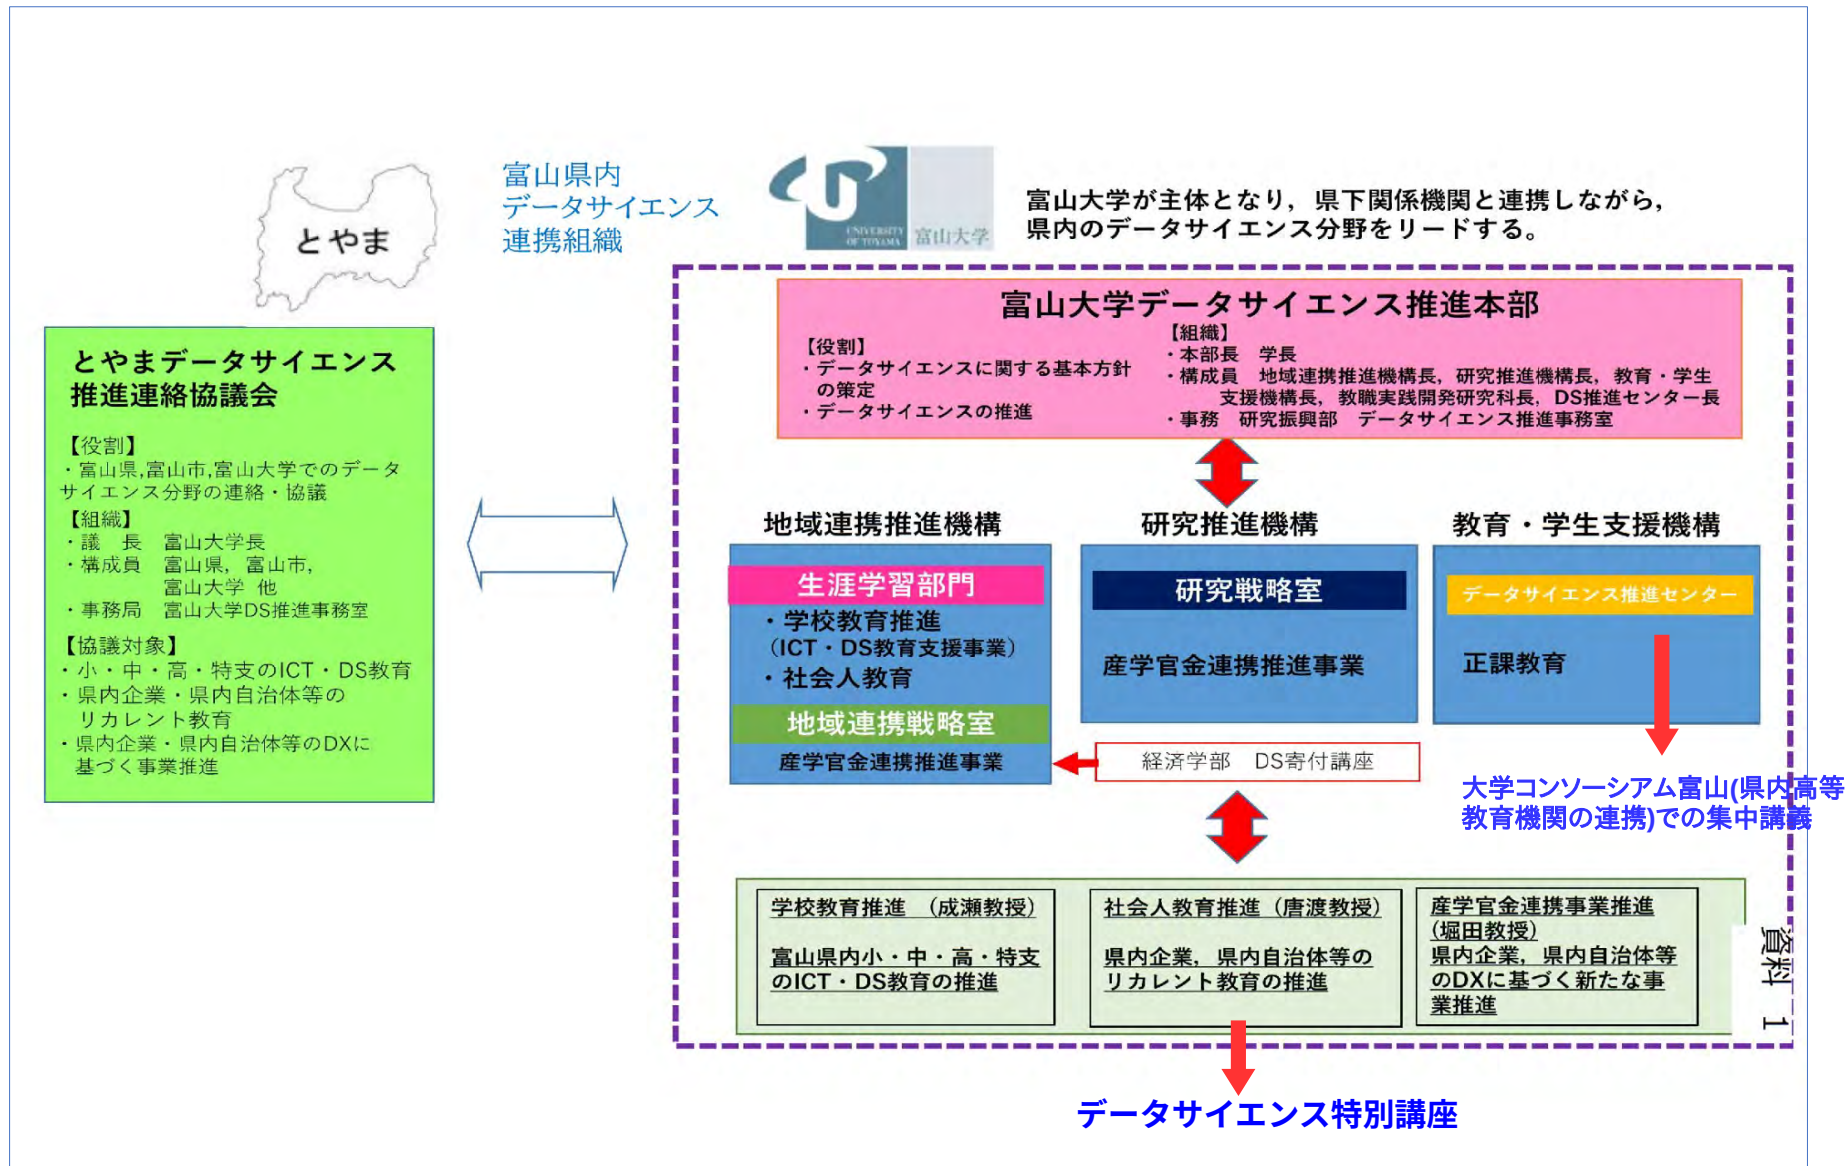 とやま
富山県内
データサイエンス
連携組織
UNIVERSITY
OF TOYAMA
富山大学
富山大学が主体となり，県下関係機関と連携しながら，
県内のデータサイエンス分野をリードする。
とやまデータサイエンス
推進連絡協議会
【役割】
・富山県,富山市,富山大学でのデータ
サイエンス分野の連絡・協議
【組織】
・議　長　富山大学長
・構成員　富山県，富山市，
富山大学 他
・事務局　富山大学DS推進事務室
【協議対象】
・小・中・高・特支のICT・DS教育
・県内企業・県内自治体等の
リカレント教育
・県内企業・県内自治体等のDXに
基づく事業推進
富山大学データサイエンス推進本部
【役割】
・データサイエンスに関する基本方針
の策定
・データサイエンスの推進
【組織】
・本部長　学長
・構成員　地域連携推進機構長，研究推進機構長，教育・学生
支援機構長，教職実践開発研究科長，DS推進センター長
・事務　研究振興部　データサイエンス推進事務室
地域連携推進機構
生涯学習部門
・学校教育推進
（ICT・DS教育支援事業）
・社会人教育
地域連携戦略室
産学官金連携推進事業
研究推進機構
研究戦略室
産学官金連携推進事業
教育・学生支援機構
データサイエンス推進センター
正課教育
経済学部　DS寄付講座
大学コンソーシアム富山(県内高等
教育機関の連携)での集中講義
学校教育推進　（成瀬教授）
富山県内小・中・高・特支
のICT・DS教育の推進
社会人教育推進（唐渡教授）
県内企業，県内自治体等の
リカレント教育の推進
産学官金連携事業推進
（堀田教授）
県内企業，県内自治体等
のDXに基づく新たな事
業推進
資料　1
データサイエンス特別講座